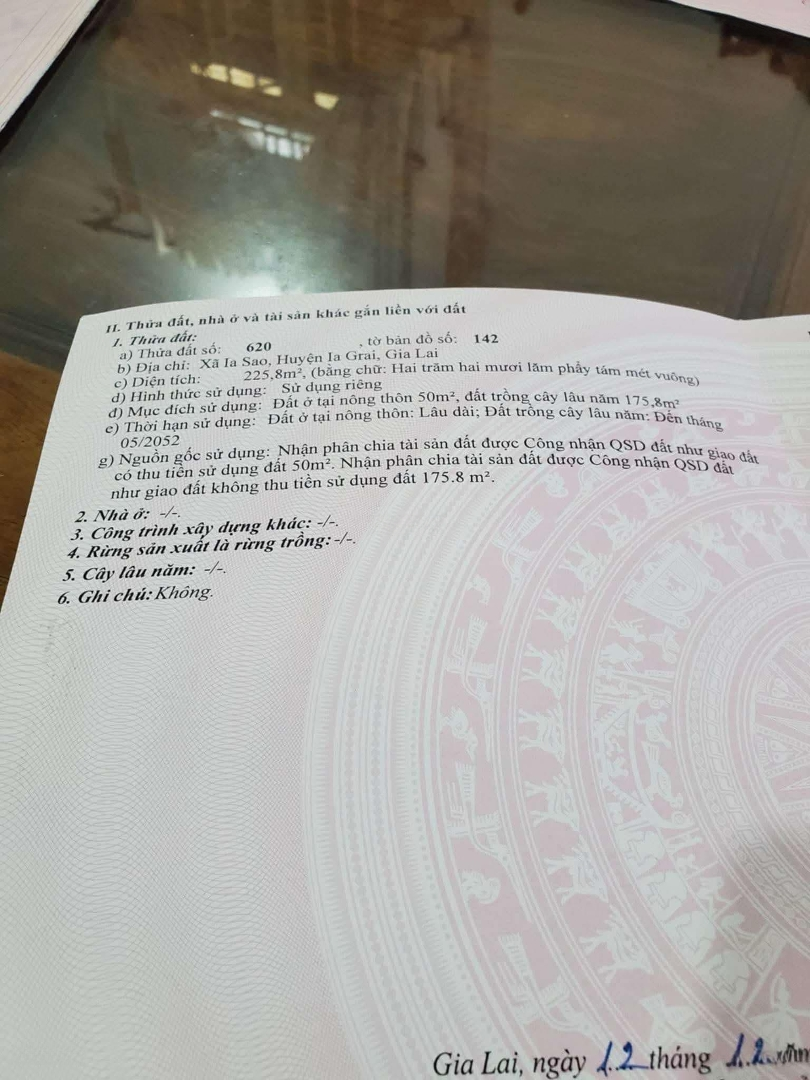 II. Thửa đất, nhà ở và tài sản khác gắn liền với đất
1. Thửa đất:
a) Thửa đất số: 620 , tờ bản đồ số: 142
b) Địa chỉ: Xã Ia Sao, Huyện Ia Grai, Gia Lai
c) Diện tích: 225,8m², (bằng chữ: Hai trăm hai mươi lăm phẩy tám mét vuông)
d) Hình thức sử dụng: Sử dụng riêng
đ) Mục đích sử dụng: Đất ở tại nông thôn 50m², đất trồng cây lâu năm 175,8m²
e) Thời hạn sử dụng: Đất ở tại nông thôn: Lâu dài; Đất trồng cây lâu năm: Đến tháng
05/2052
g) Nguồn gốc sử dụng: Nhận phân chia tài sản đất được Công nhận QSD đất như giao đất
có thu tiền sử dụng đất 50m². Nhận phân chia tài sản đất được Công nhận QSD đất
như giao đất không thu tiền sử dụng đất 175.8 m².
2. Nhà ở: -/-.
3. Công trình xây dựng khác: -/-.
4. Rừng sản xuất là rừng trồng: -/-.
5. Cây lâu năm: -/-.
6. Ghi chú: Không.
Gia Lai, ngày 12 tháng 12